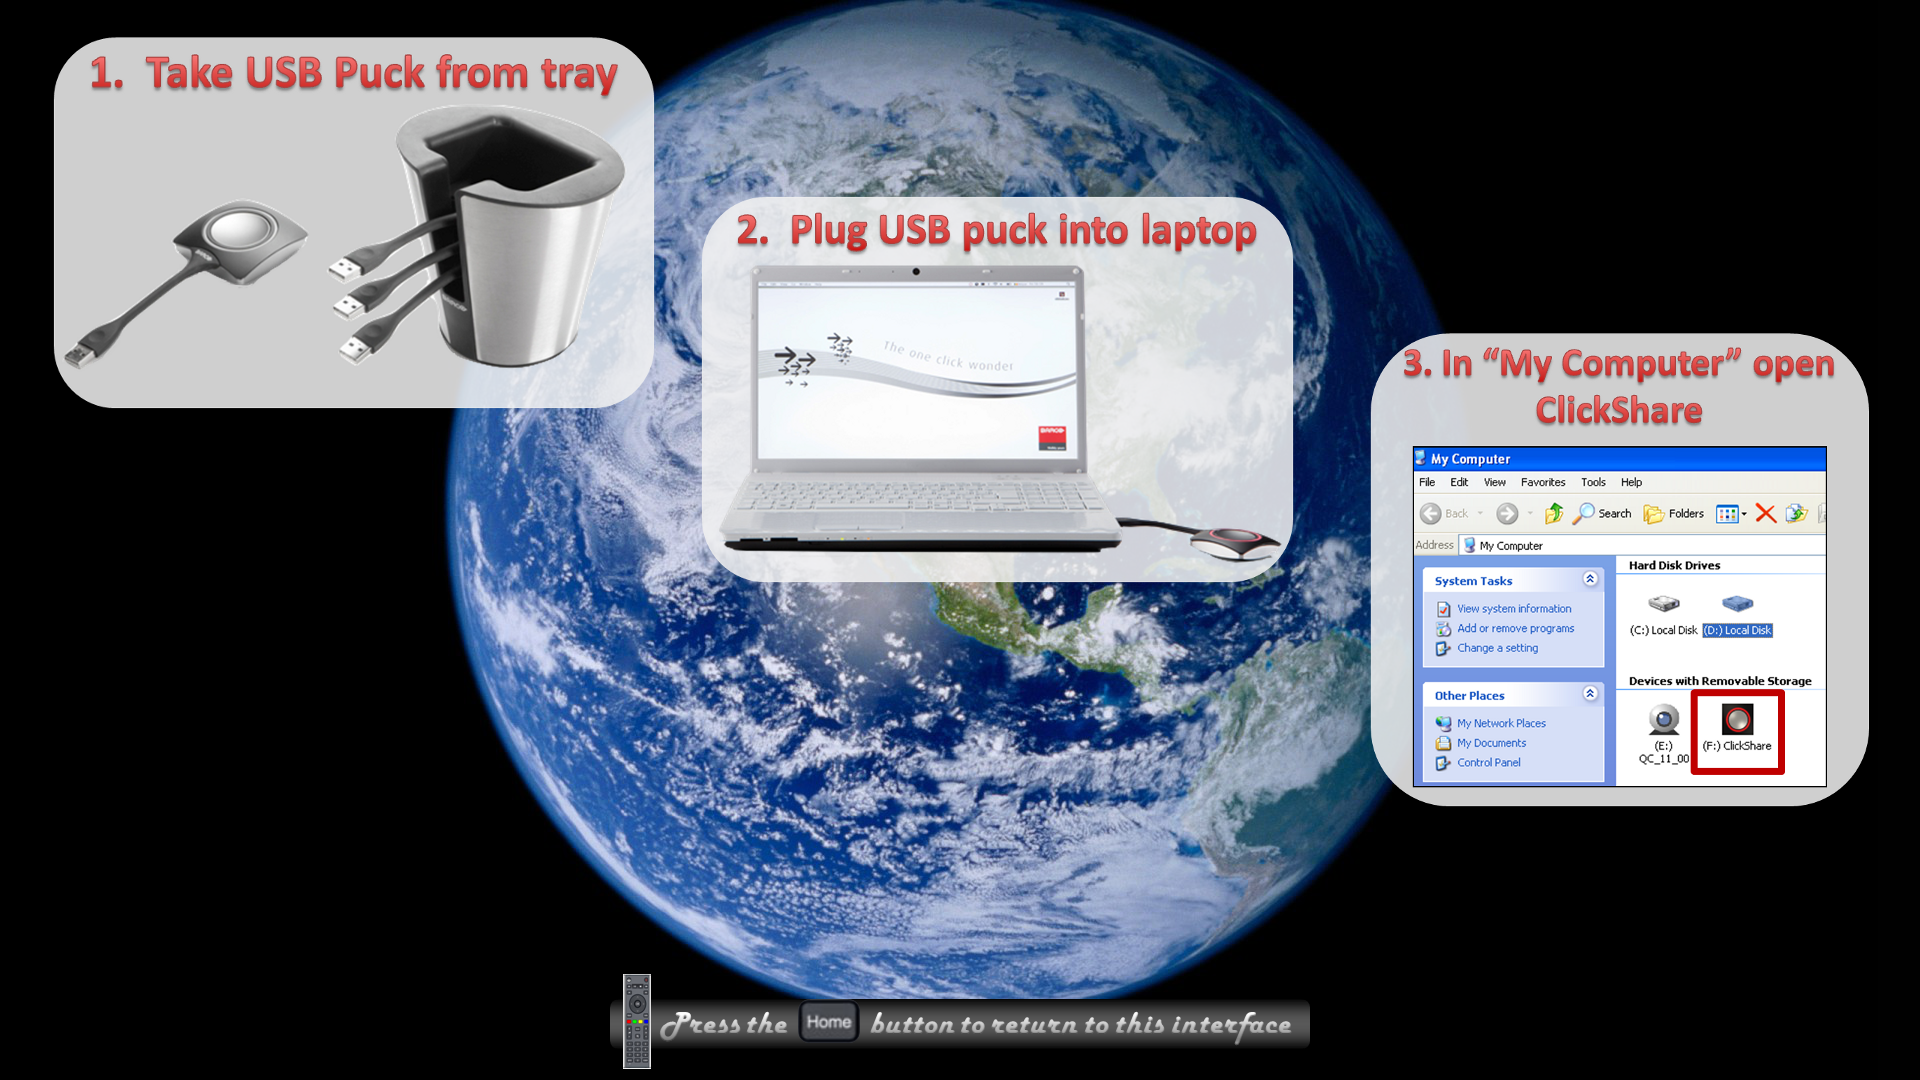 1. Take USB Puck from tray
2. Plug USB puck into laptop
The one click wonder
BARCO
3. In “My Computer” open
ClickShare
My Computer
File Edit View Favorites Tools Help
Back Search Folders
Address My Computer
System Tasks
View system information
Add or remove programs
Change a setting
Other Places
My Network Places
My Documents
Control Panel
Hard Disk Drives
(C:) Local Disk (D:) Local Disk
Devices with Removable Storage
(E:) QC_11_00
(F:) ClickShare
Press the Home button to return to this interface